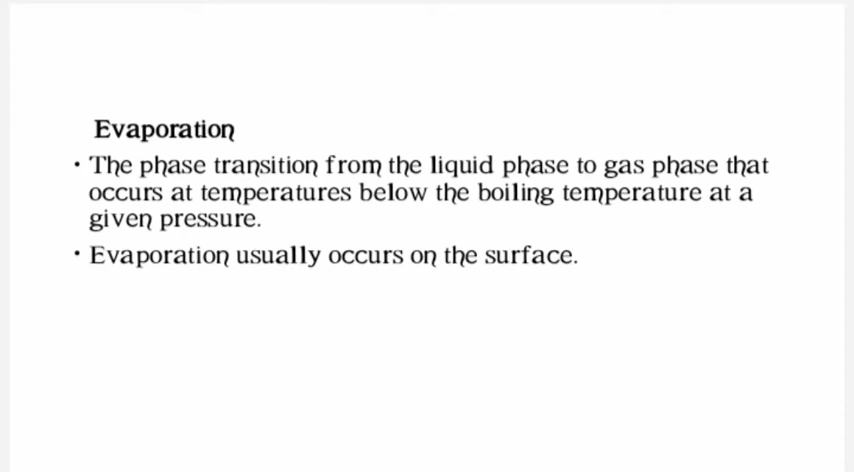 Evaporation
• The phase transition from the liquid phase to gas phase that
occurs at temperatures below the boiling temperature at a
given pressure.
• Evaporation usually occurs on the surface.